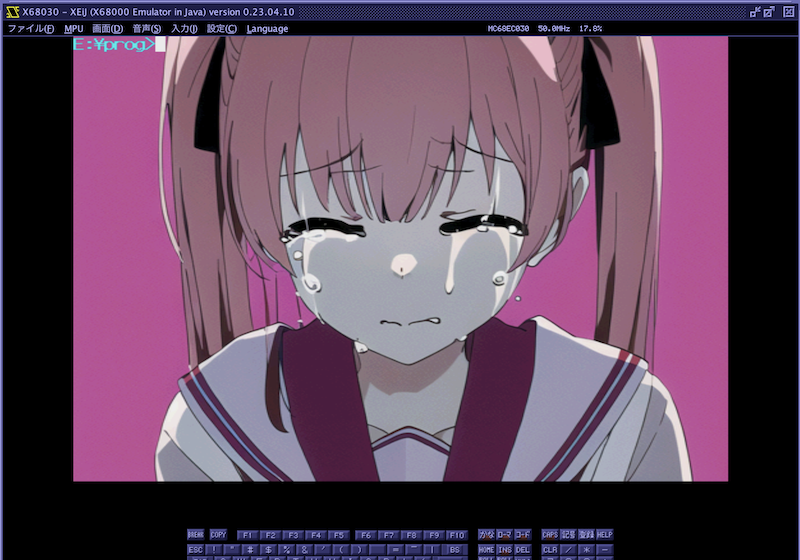 X68030 - XEiJ (X68000 Emulator in Java) version 0.23.04.10
ファイル(F) MPU 画面(D) 音声(S) 入力(I) 設定(C) Language MC68EC030 50.0MHz 17.8%
E:¥prog>
BREAK COPY F1 F2 F3 F4 F5 F6 F7 F8 F9 F10 かな ローマ コード CAPS 記号 登録 HELP
ESC ! " # $ % & ' ( ) = ¯ | BS HOME INS DEL CLR / * −